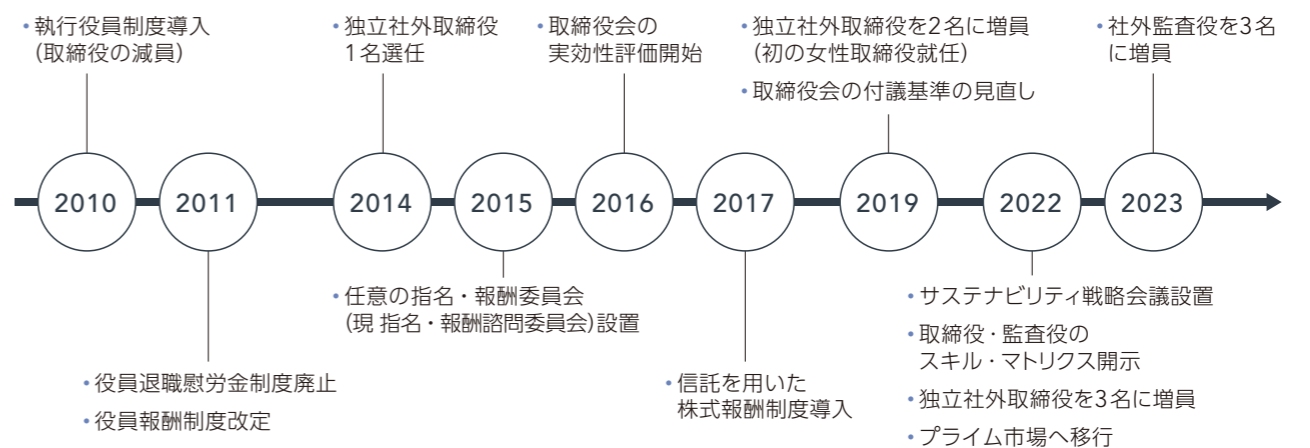 ・執行役員制度導入
(取締役の減員)
・独立社外取締役
1名選任
・取締役会の
実効性評価開始
・独立社外取締役を2名に増員
(初の女性取締役就任)
・取締役会の付議基準の見直し
・社外監査役を3名
に増員
2010
2011
2014
2015
2016
2017
2019
2022
2023
・役員退職慰労金制度廃止
・役員報酬制度改定
・任意の指名・報酬委員会
(現 指名・報酬諮問委員会)設置
・信託を用いた
株式報酬制度導入
・サステナビリティ戦略会議設置
・取締役・監査役の
スキル・マトリクス開示
・独立社外取締役を3名に増員
・プライム市場へ移行